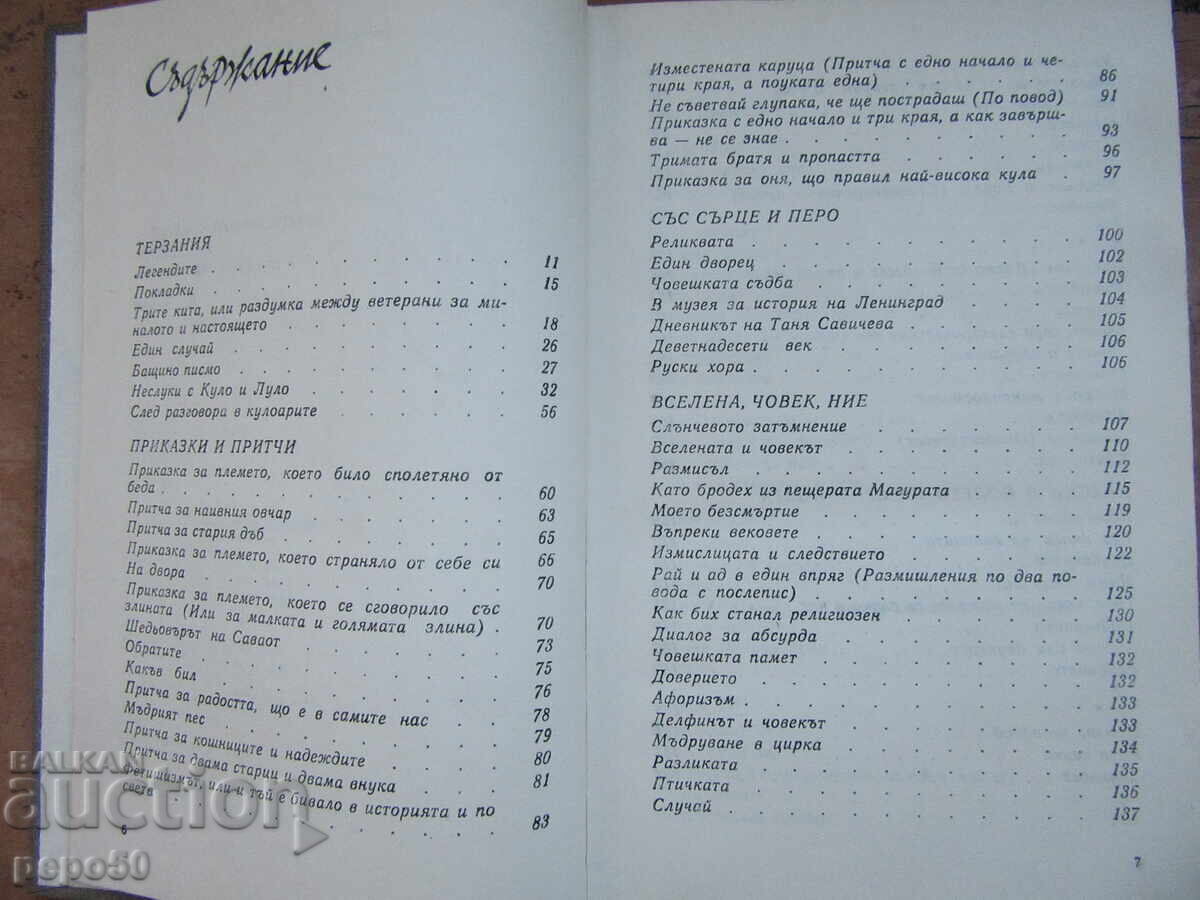 Съдържание
ТЕРЗАНИЯ
Легендите . . . . . . . . . . 11
Покладки . . . . . . . . . . 15
Трите кита, или раздумка между ветерани за ми-
налото и настоящето . . . . . . . . 18
Един случай . . . . . . . . . . 26
Бащино писмо . . . . . . . . . . 27
Неслуки с Куло и Луло . . . . . . . 32
След разговора в кулоарите . . . . . . 56
ПРИКАЗКИ И ПРИТЧИ
Приказка за племето, което било сполетяно от
беда . . . . . . . . . . . . 60
Притча за наивния овчар . . . . . . . 63
Притча за стария дъб . . . . . . . . 65
Приказка за племето, което страняло от себе си 66
На двора . . . . . . . . . . . 70
Приказка за племето, което се сговорило със
злината (Или за малката и голямата злина) . 70
Шедьовърът на Саваот . . . . . . . 73
Обратите . . . . . . . . . . . 75
Какъв бил . . . . . . . . . . . 76
Притча за радостта, що е в самите нас . . 78
Мъдрият пес . . . . . . . . . . 79
Притча за кошниците и надеждите . . . . 80
Притча за двама старци и двама внука . . . 81
Фетишизмът, или и тъй е бивало в историята и по
света . . . . . . . . . . . . 83
6
Изместената каруца (Притча с едно начало и че-
тири края, а поуката една) . . . . . . 86
Не съветвай глупака, че ще пострадаш (По повод) 91
Приказка с едно начало и три края, а как завърш-
ва — не се знае . . . . . . . . . 93
Тримата братя и пропастта . . . . . . 96
Приказка за оня, що правил най-висока кула . 97
СЪС СЪРЦЕ И ПЕРО
Реликвата . . . . . . . . . . . 100
Един дворец . . . . . . . . . . 102
Човешката съдба . . . . . . . . . 103
В музея за история на Ленинград . . . . 104
Дневникът на Таня Савичева . . . . . . 105
Деветнадесети век . . . . . . . . 106
Руски хора . . . . . . . . . . . 106
ВСЕЛЕНА, ЧОВЕК, НИЕ
Слънчевото затъмнение . . . . . . . 107
Вселената и човекът . . . . . . . . 110
Размисъл . . . . . . . . . . . 112
Като бродех из пещерата Магурата . . . . 115
Моето безсмъртие . . . . . . . . . 119
Въпреки вековете . . . . . . . . . 120
Измислицата и следствието . . . . . . 122
Рай и ад в един впряг (Размишления по два по-
вода с послепис) . . . . . . . . . 125
Как бих станал религиозен . . . . . . 130
Диалог за абсурда . . . . . . . . 131
Човешката памет . . . . . . . . . 132
Доверието . . . . . . . . . . . 132
Афоризъм . . . . . . . . . . . 133
Делфинът и човекът . . . . . . . . 133
Мъдруване в цирка . . . . . . . . 134
Разликата . . . . . . . . . . . 135
Птичката . . . . . . . . . . . 136
Случай . . . . . . . . . . . . 137
7
BALKAN
auction
pepo50